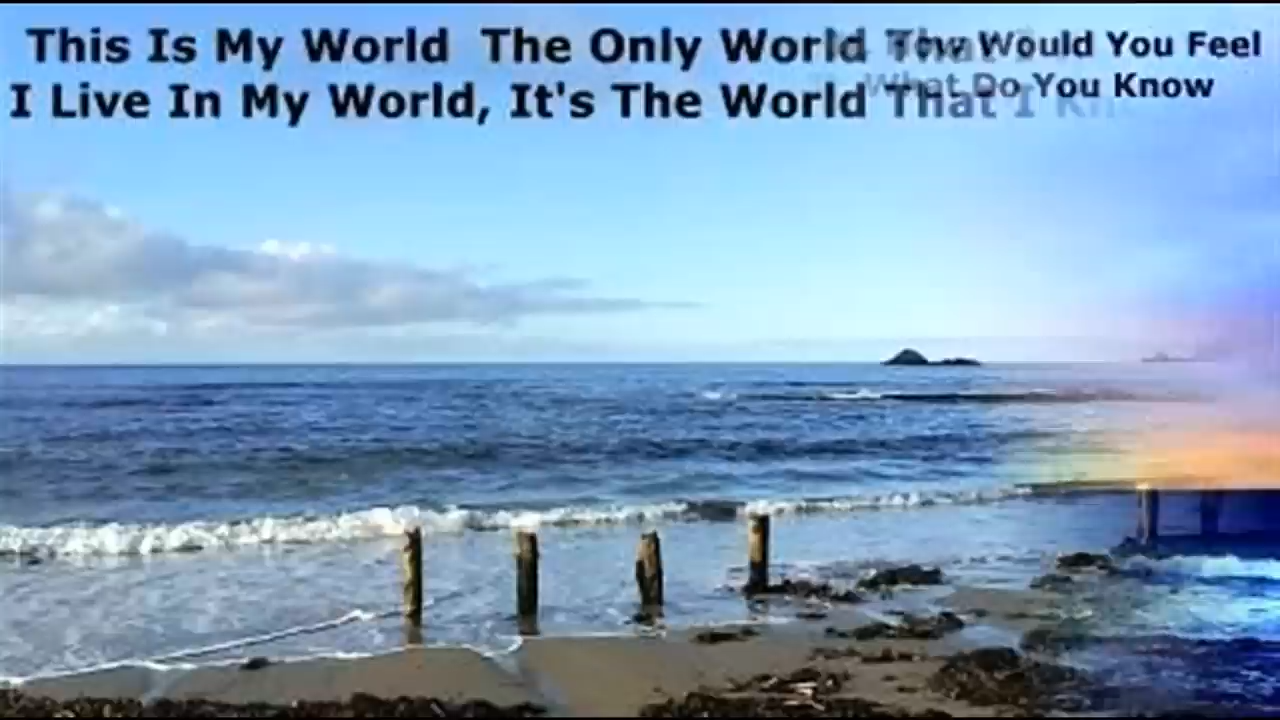 This Is My World The Only World
I Live In My World, It's The World That I
Would You Feel
What Do You Know